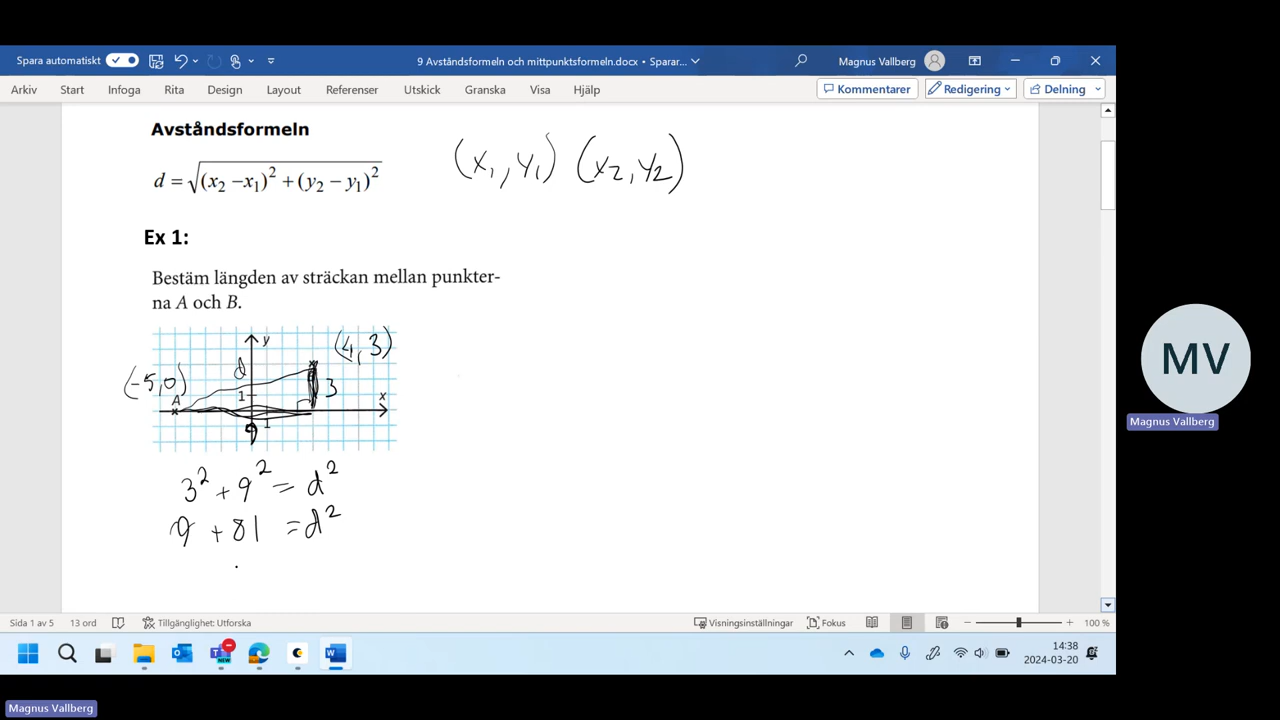 Spara automatiskt
9 Avståndsformeln och mittpunktsformeln.docx • Sparar...
Magnus Vallberg
Arkiv Start Infoga Rita Design Layout Referenser Utskick Granska Visa Hjälp
Kommentarer Redigering Delning
Avståndsformeln
d = √(x₂ − x₁)² + (y₂ − y₁)²
(x₁, y₁) (x₂, y₂)
Ex 1:
Bestäm längden av sträckan mellan punkter-
na A och B.
y
(4, 3)
(-5, 0)
d
A
1
3
x
1
3² + 9² = d²
9 + 81 = d²
MV
Magnus Vallberg
Sida 1 av 5 13 ord Tillgänglighet: Utforska Visningsinställningar Fokus 100 %
NEW
14:38
2024-03-20
Magnus Vallberg